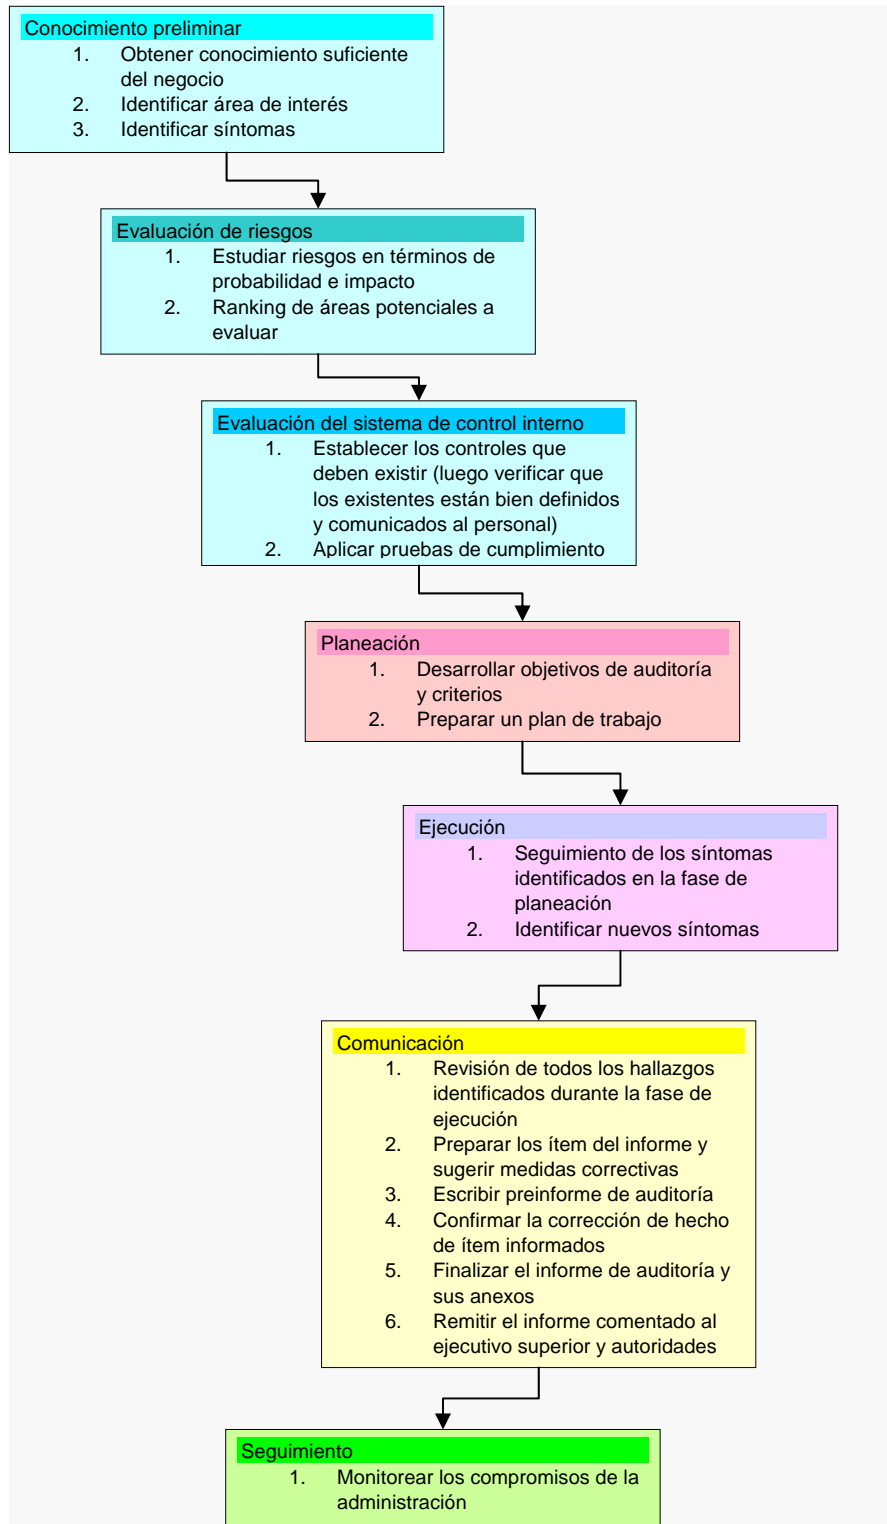 Conocimiento preliminar
1. Obtener conocimiento suficiente
del negocio
2. Identificar área de interés
3. Identificar síntomas
Evaluación de riesgos
1. Estudiar riesgos en términos de
probabilidad e impacto
2. Ranking de áreas potenciales a
evaluar
Evaluación del sistema de control interno
1. Establecer los controles que
deben existir (luego verificar que
los existentes están bien definidos
y comunicados al personal)
2. Aplicar pruebas de cumplimiento
Planeación
1. Desarrollar objetivos de auditoría
y criterios
2. Preparar un plan de trabajo
Ejecución
1. Seguimiento de los síntomas
identificados en la fase de
planeación
2. Identificar nuevos síntomas
Comunicación
1. Revisión de todos los hallazgos
identificados durante la fase de
ejecución
2. Preparar los ítem del informe y
sugerir medidas correctivas
3. Escribir preinforme de auditoría
4. Confirmar la corrección de hecho
de ítem informados
5. Finalizar el informe de auditoría y
sus anexos
6. Remitir el informe comentado al
ejecutivo superior y autoridades
Seguimiento
1. Monitorear los compromisos de la
administración